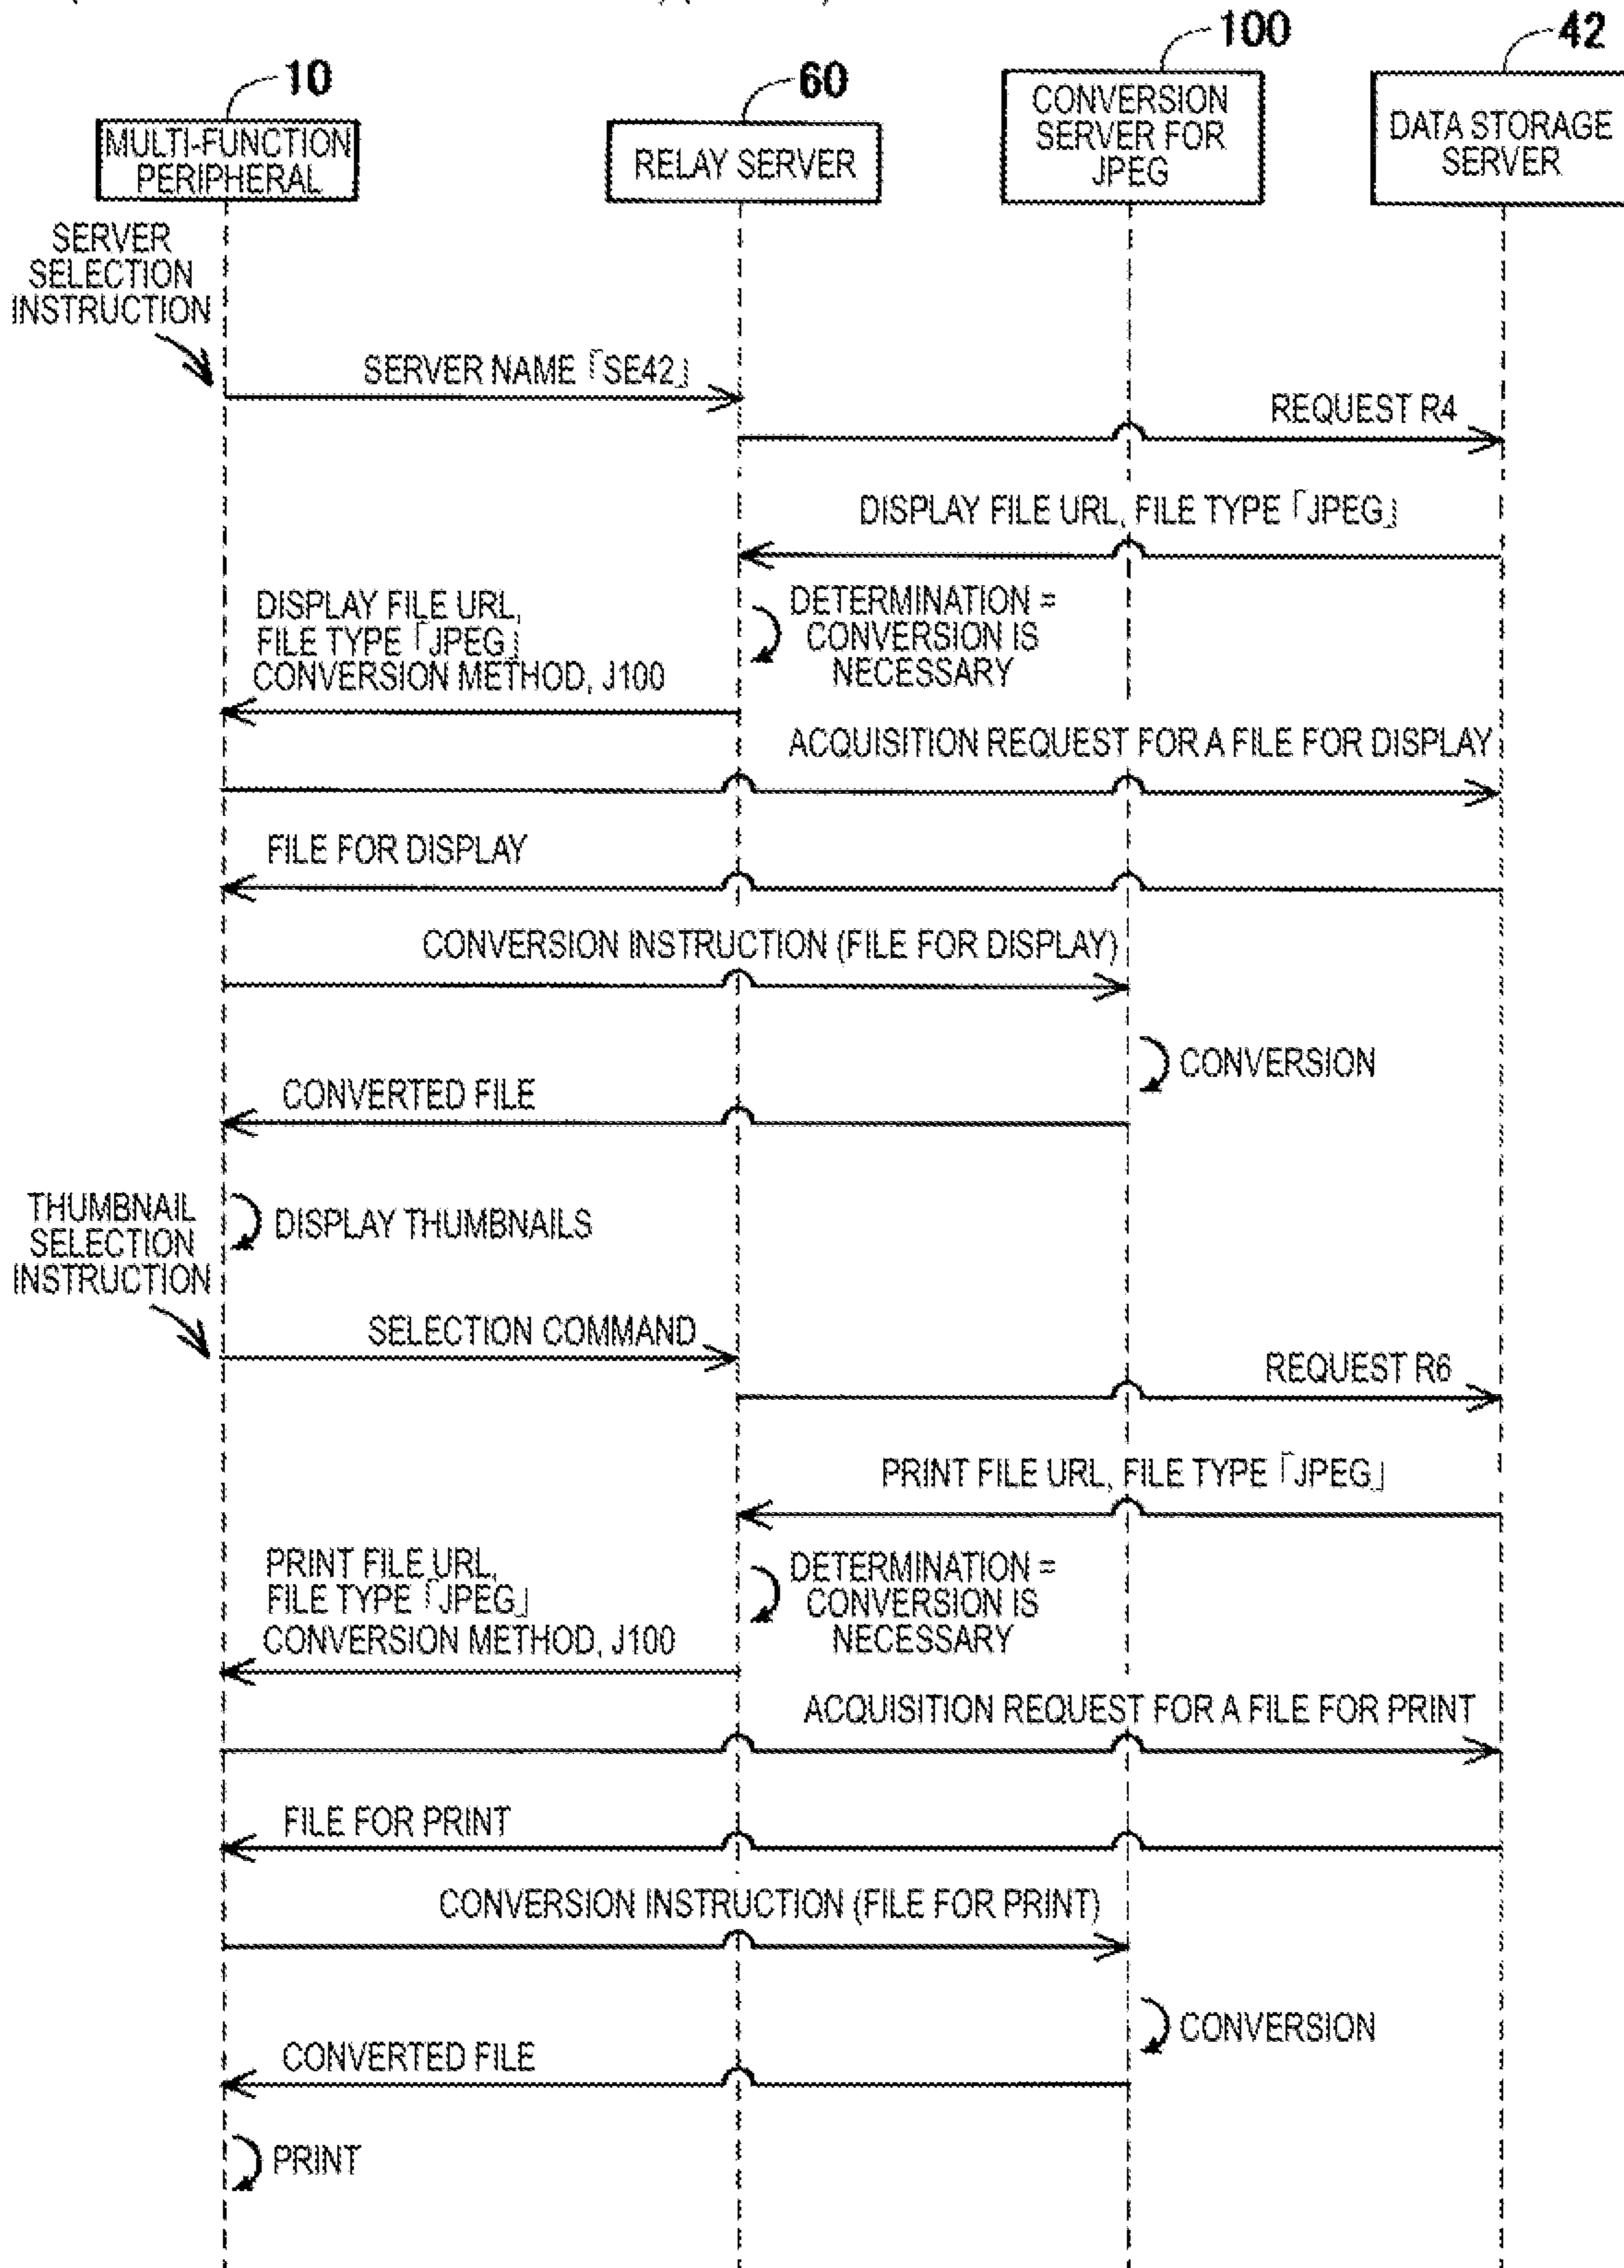 10
60
100
42
MULTI-FUNCTION
PERIPHERAL
RELAY SERVER
CONVERSION
SERVER FOR
JPEG
DATA STORAGE
SERVER
SERVER
SELECTION
INSTRUCTION
SERVER NAME「SE42」
REQUEST R4
DISPLAY FILE URL, FILE TYPE「JPEG」
DETERMINATION =
CONVERSION IS
NECESSARY
DISPLAY FILE URL,
FILE TYPE「JPEG」
CONVERSION METHOD, J100
ACQUISITION REQUEST FOR A FILE FOR DISPLAY
FILE FOR DISPLAY
CONVERSION INSTRUCTION (FILE FOR DISPLAY)
CONVERSION
CONVERTED FILE
DISPLAY THUMBNAILS
THUMBNAIL
SELECTION
INSTRUCTION
SELECTION COMMAND
REQUEST R6
PRINT FILE URL, FILE TYPE「JPEG」
DETERMINATION =
CONVERSION IS
NECESSARY
PRINT FILE URL,
FILE TYPE「JPEG」
CONVERSION METHOD, J100
ACQUISITION REQUEST FOR A FILE FOR PRINT
FILE FOR PRINT
CONVERSION INSTRUCTION (FILE FOR PRINT)
CONVERSION
CONVERTED FILE
PRINT